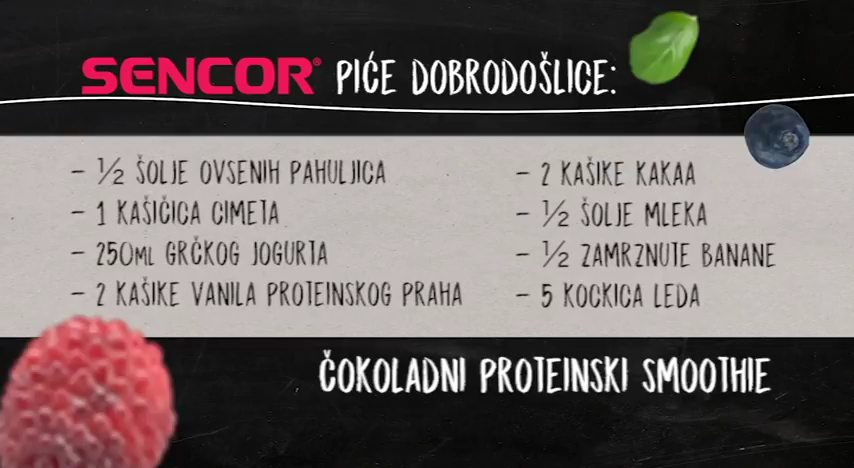 SENCOR® PIĆE DOBRODOŠLICE:
- ½ ŠOLJE OVSENIH PAHULJICA
- 1 KAŠIČICA CIMETA
- 250ML GRČKOG JOGURTA
- 2 KAŠIKE VANILA PROTEINSKOG PRAHA
- 2 KAŠIKE KAKAA
- ½ ŠOLJE MLEKA
- ½ ZAMRZNUTE BANANE
- 5 KOCKICA LEDA
ČOKOLADNI PROTEINSKI SMOOTHIE